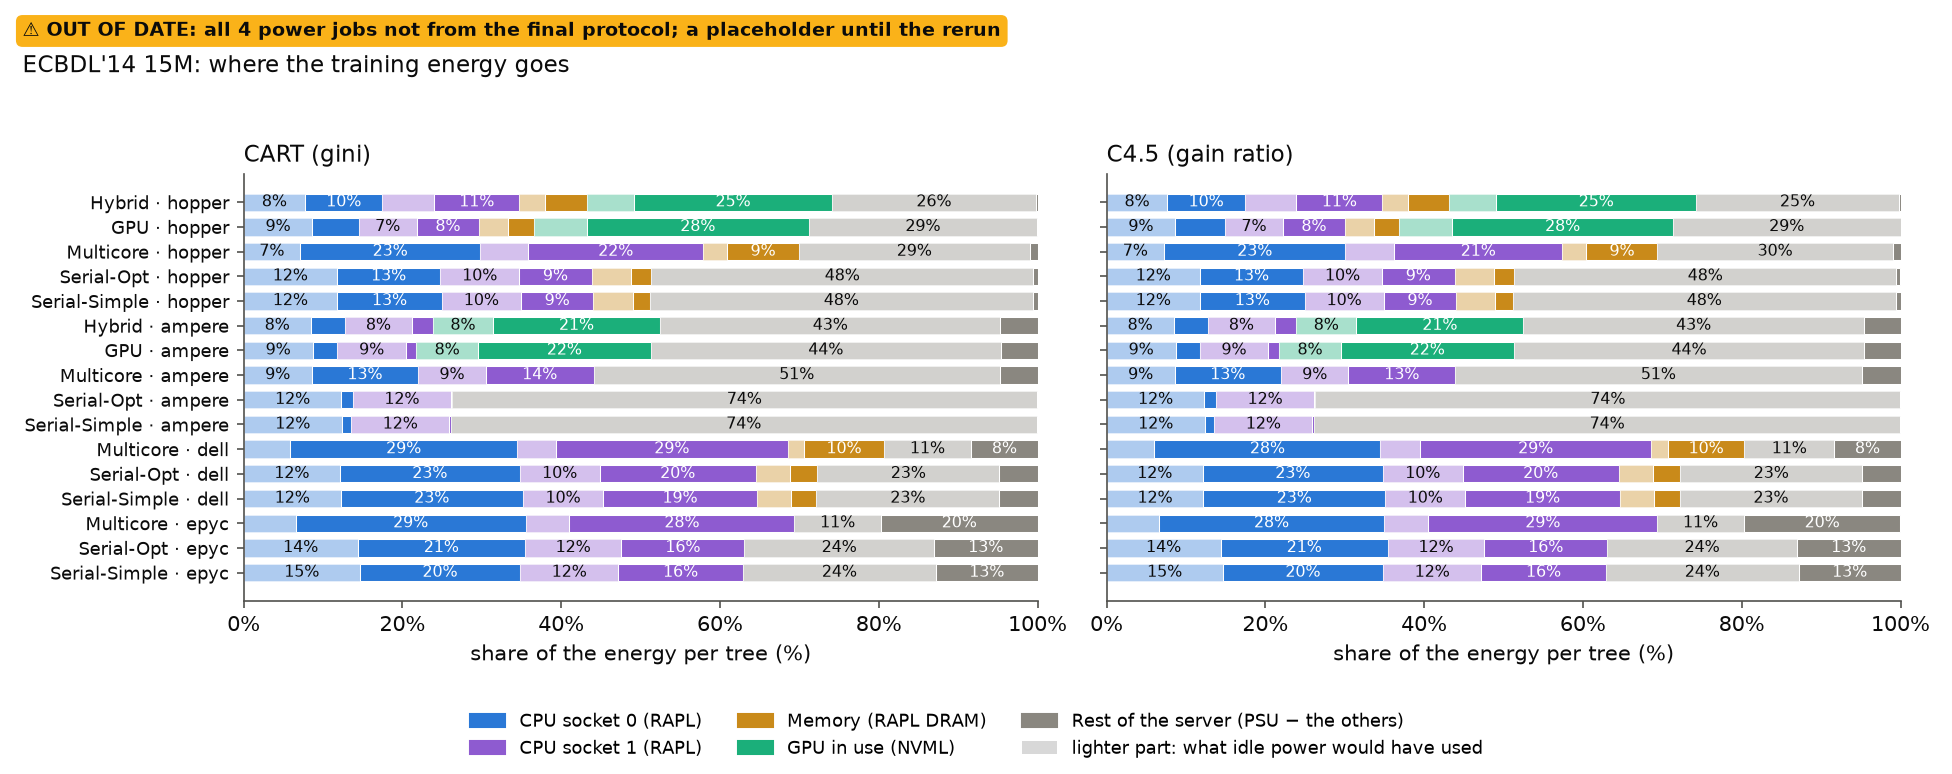 ⚠ OUT OF DATE: all 4 power jobs not from the final protocol; a placeholder until the rerun
ECBDL'14 15M: where the training energy goes
CART (gini)
Hybrid · hopper 8% 10% 11% 25% 26%
GPU · hopper 9% 7% 8% 28% 29%
Multicore · hopper 7% 23% 22% 9% 29%
Serial-Opt · hopper 12% 13% 10% 9% 48%
Serial-Simple · hopper 12% 13% 10% 9% 48%
Hybrid · ampere 8% 8% 8% 21% 43%
GPU · ampere 9% 9% 8% 22% 44%
Multicore · ampere 9% 13% 9% 14% 51%
Serial-Opt · ampere 12% 12% 74%
Serial-Simple · ampere 12% 12% 74%
Multicore · dell 29% 29% 10% 11% 8%
Serial-Opt · dell 12% 23% 10% 20% 23%
Serial-Simple · dell 12% 23% 10% 19% 23%
Multicore · epyc 29% 28% 11% 20%
Serial-Opt · epyc 14% 21% 12% 16% 24% 13%
Serial-Simple · epyc 15% 20% 12% 16% 24% 13%
0% 20% 40% 60% 80% 100%
share of the energy per tree (%)
C4.5 (gain ratio)
8% 10% 11% 25% 25%
9% 7% 8% 28% 29%
7% 23% 21% 9% 30%
12% 13% 10% 9% 48%
12% 13% 10% 9% 48%
8% 8% 8% 21% 43%
9% 9% 8% 22% 44%
9% 13% 9% 13% 51%
12% 12% 74%
12% 12% 74%
28% 29% 10% 11% 8%
12% 23% 10% 20% 23%
12% 23% 10% 19% 23%
28% 29% 11% 20%
14% 21% 12% 16% 24% 13%
15% 20% 12% 16% 24% 13%
0% 20% 40% 60% 80% 100%
share of the energy per tree (%)
CPU socket 0 (RAPL)
CPU socket 1 (RAPL)
Memory (RAPL DRAM)
GPU in use (NVML)
Rest of the server (PSU − the others)
lighter part: what idle power would have used